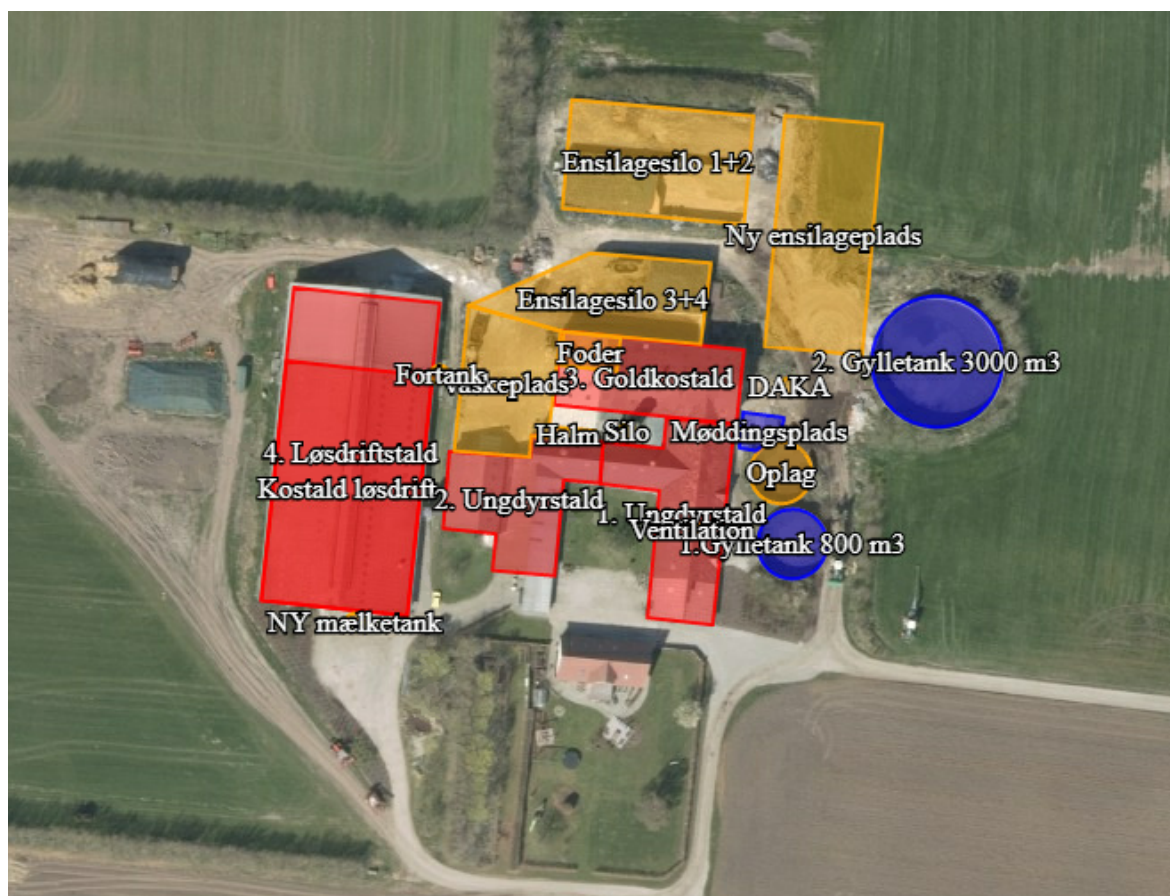 Ensilagesilo 1+2
Ny ensilageplads
Ensilagesilo 3+4
Foder
2. Gylletank 3000 m3
Fortank
Vaskeplads
3. Goldkostald
DAKA
Halm
Silo
Møddingsplads
4. Løsdriftstald
Oplag
Kostald løsdrift
2. Ungdyrstald
1. Ungdyrstald
Ventilation
1.Gylletank 800 m3
NY mælketank